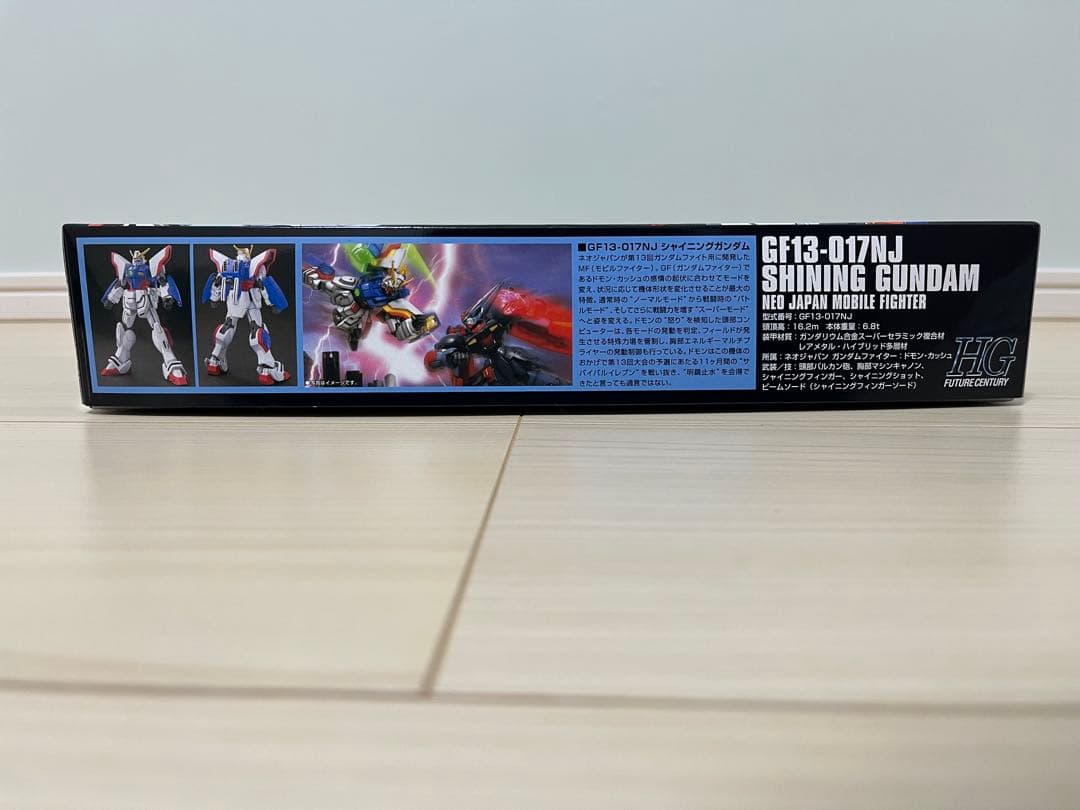 ■GF13-017NJ シャイニングガンダム
ネオジャパンが第13回ガンダムファイト用に開発した
MF(モビルファイター)。GF(ガンダムファイター)で
あるドモン・カッシュの感情の起伏に合わせてモードを
変え、状況に応じて機体形状を変化させることが最大の
特徴。通常時の"ノーマルモード"から戦闘時の"バト
ルモード"、そしてさらに戦闘力を増す"スーパーモード"
へと姿を変える。ドモンの"怒り"を検知した頭部コン
ピューターは、各モードの発動を判定。フィールドが発
生させる特殊力場を管制し、胸部エネルギーマルチプ
ライヤーの発動制御も行っている。ドモンはこの機体の
おかげで第13回大会の予選にあたる11ヶ月間の"サ
バイバルイレブン"を戦い抜き、"明鏡止水"を会得で
きたと言っても過言ではない。
●写真はイメージです。
GF13-017NJ
SHINING GUNDAM
NEO JAPAN MOBILE FIGHTER
型式番号:GF13-017NJ
頭頂高:16.2m 本体重量:6.8t
装甲材質:ガンダリウム合金スーパーセラミック複合材
レアメタル・ハイブリッド多層材
所属:ネオジャパン ガンダムファイター:ドモン・カッシュ
武装/技:頭部バルカン砲、胸部マシンキャノン、
シャイニングフィンガー、シャイニングショット、
ビームソード(シャイニングフィンガーソード)
HG
FUTURE CENTURY